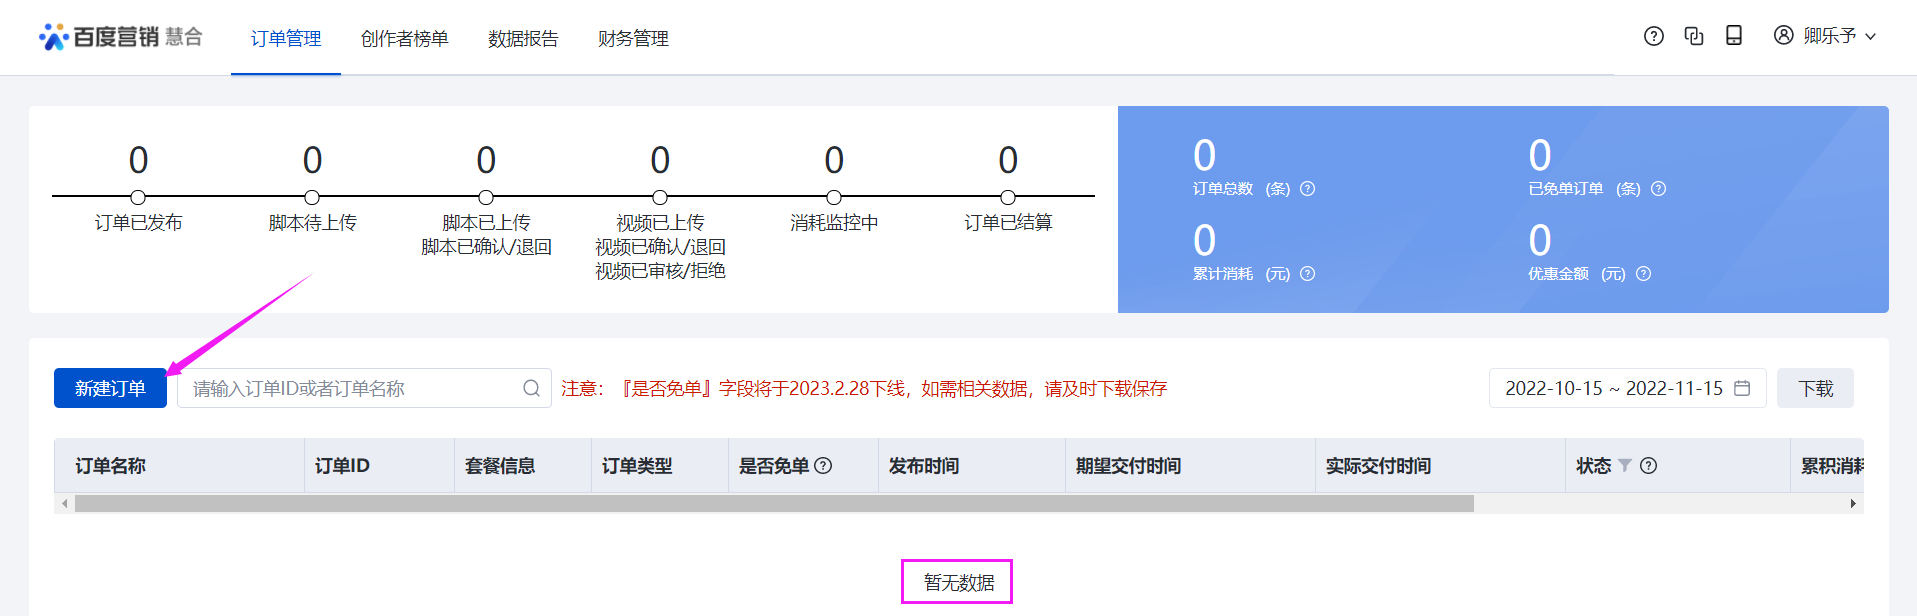 百度营销 慧合 订单管理 创作者榜单 数据报告 财务管理 卿乐予
0 0 0 0 0 0
订单已发布 脚本待上传 脚本已上传 视频已上传 消耗监控中 订单已结算
脚本已确认/退回 视频已确认/退回
视频已审核/拒绝
0 0
订单总数 (条) 已免单订单 (条)
0 0
累计消耗 (元) 优惠金额 (元)
新建订单 请输入订单ID或者订单名称 注意：『是否免单』字段将于2023.2.28下线，如需相关数据，请及时下载保存 2022-10-15 ~ 2022-11-15 下载
订单名称 订单ID 套餐信息 订单类型 是否免单 发布时间 期望交付时间 实际交付时间 状态 累积消耗
暂无数据